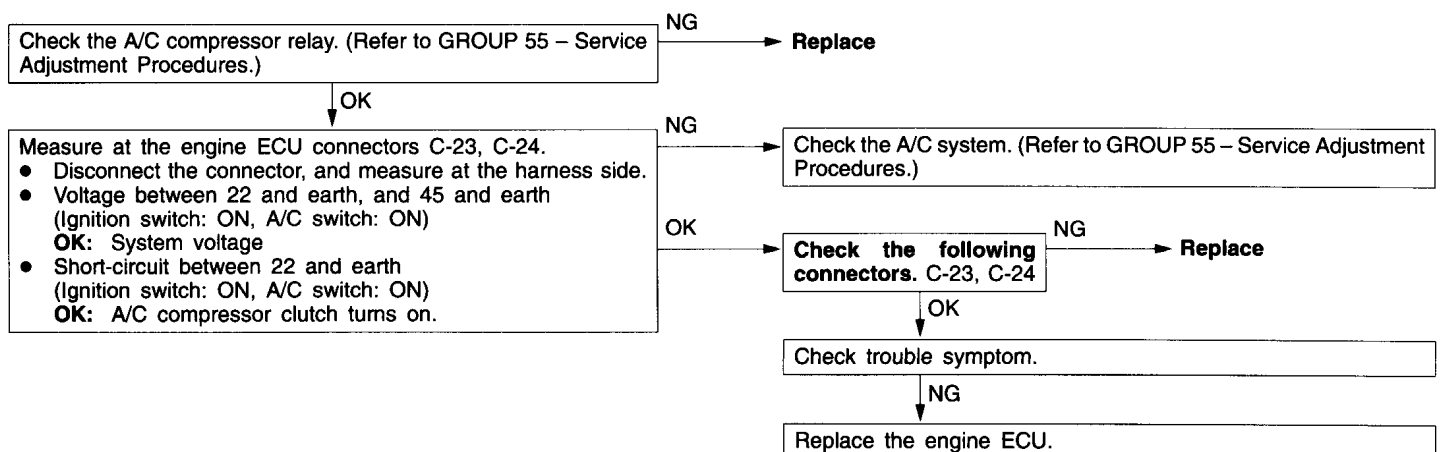 Check the A/C compressor relay. (Refer to GROUP 55 – Service
Adjustment Procedures.)
NG
Replace
OK
Measure at the engine ECU connectors C-23, C-24.
● Disconnect the connector, and measure at the harness side.
● Voltage between 22 and earth, and 45 and earth
(Ignition switch: ON, A/C switch: ON)
OK: System voltage
● Short-circuit between 22 and earth
(Ignition switch: ON, A/C switch: ON)
OK: A/C compressor clutch turns on.
NG
Check the A/C system. (Refer to GROUP 55 – Service Adjustment
Procedures.)
OK
Check the following
connectors. C-23, C-24
NG
Replace
OK
Check trouble symptom.
NG
Replace the engine ECU.